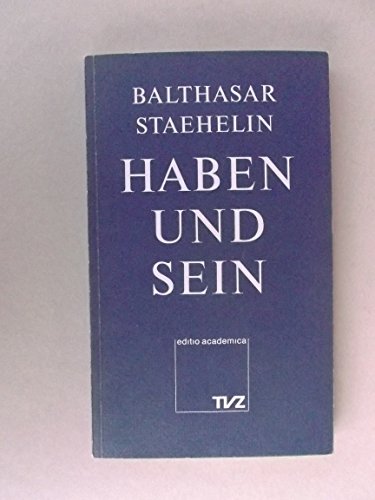 BALTHASAR
STAEHELIN
HABEN
UND
SEIN
editio academica
TVZ